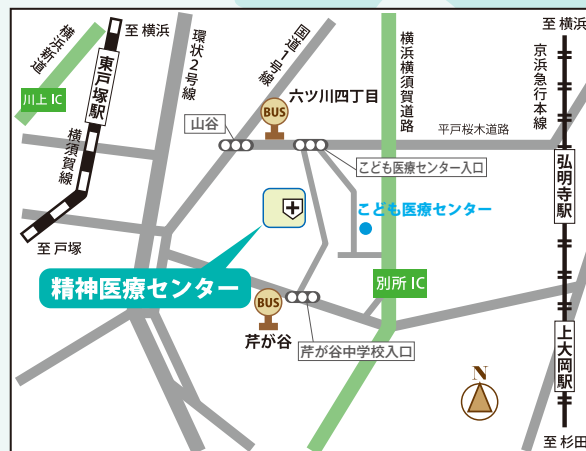 至 横浜
横浜新道
東戸塚駅
川上 IC
横須賀線
至 戸塚
環状２号線
国道１号線
BUS
六ツ川四丁目
山谷
横浜横須賀道路
平戸桜木道路
こども医療センター入口
こども医療センター
至 横浜
京浜急行本線
弘明寺駅
精神医療センター
別所 IC
BUS
芹が谷
芹が谷中学校入口
上大岡駅
N
至 杉田